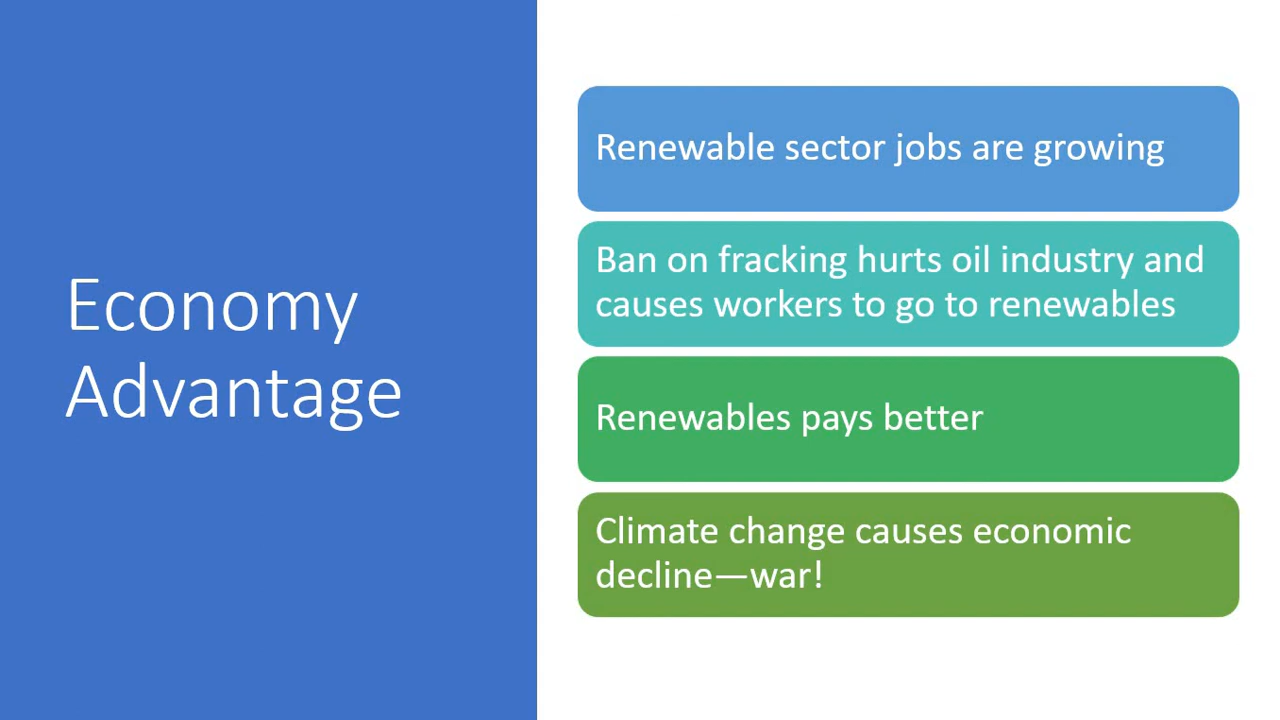 Economy
Advantage
Renewable sector jobs are growing
Ban on fracking hurts oil industry and
causes workers to go to renewables
Renewables pays better
Climate change causes economic
decline—war!